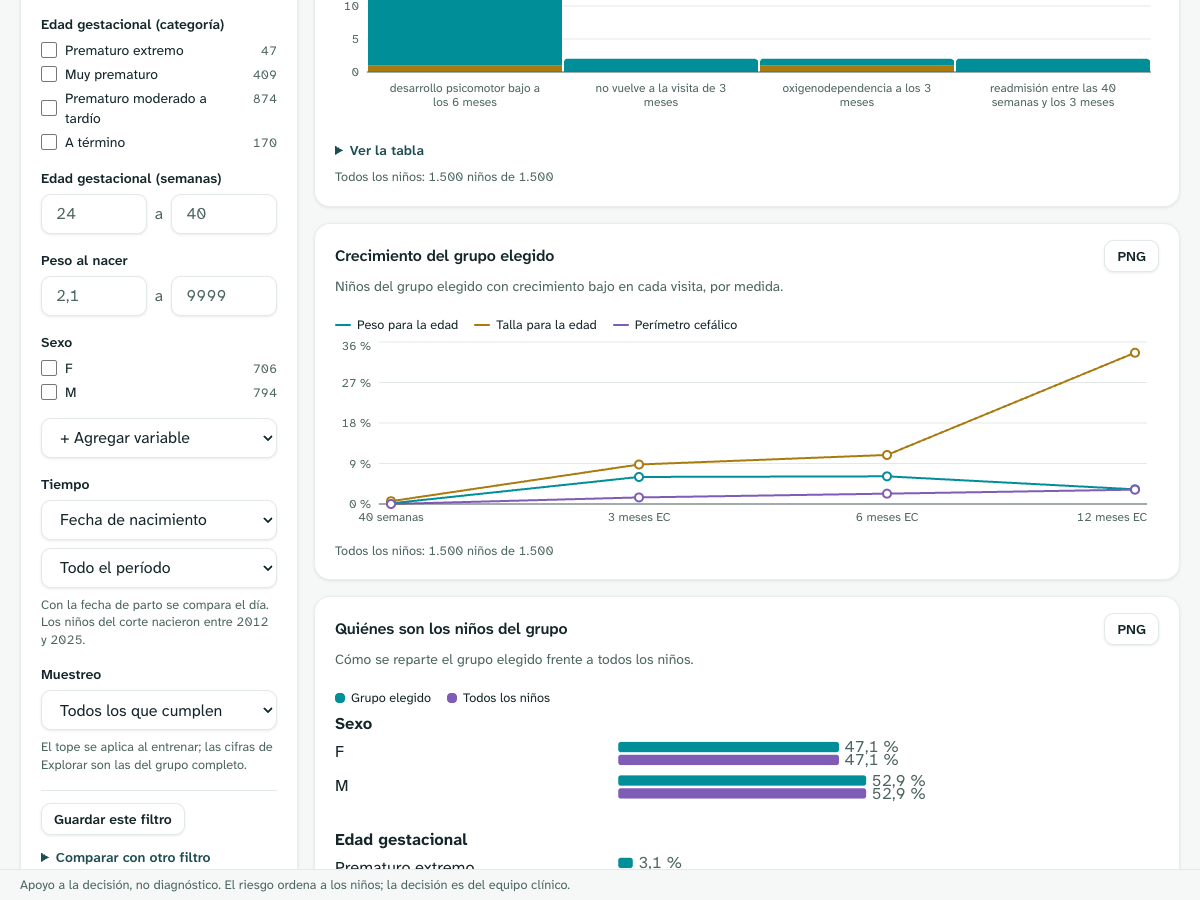 Edad gestacional (categoría)
Prematuro extremo 47
Muy prematuro 409
Prematuro moderado a tardío 874
A término 170
Edad gestacional (semanas)
24 a 40
Peso al nacer
2,1 a 9999
Sexo
F 706
M 794
+ Agregar variable
Tiempo
Fecha de nacimiento
Todo el período
Con la fecha de parto se compara el día.
Los niños del corte nacieron entre 2012
y 2025.
Muestreo
Todos los que cumplen
El tope se aplica al entrenar; las cifras de
Explorar son las del grupo completo.
Guardar este filtro
Comparar con otro filtro
10
5
0
desarrollo psicomotor bajo a
los 6 meses
no vuelve a la visita de 3
meses
oxigenodependencia a los 3
meses
readmisión entre las 40
semanas y los 3 meses
Ver la tabla
Todos los niños: 1.500 niños de 1.500
Crecimiento del grupo elegido
PNG
Niños del grupo elegido con crecimiento bajo en cada visita, por medida.
Peso para la edad Talla para la edad Perímetro cefálico
36 %
27 %
18 %
9 %
0 %
40 semanas 3 meses EC 6 meses EC 12 meses EC
Todos los niños: 1.500 niños de 1.500
Quiénes son los niños del grupo
PNG
Cómo se reparte el grupo elegido frente a todos los niños.
Grupo elegido Todos los niños
Sexo
F 47,1 %
47,1 %
M 52,9 %
52,9 %
Edad gestacional
Prematuro extremo 3,1 %
Apoyo a la decisión, no diagnóstico. El riesgo ordena a los niños; la decisión es del equipo clínico.